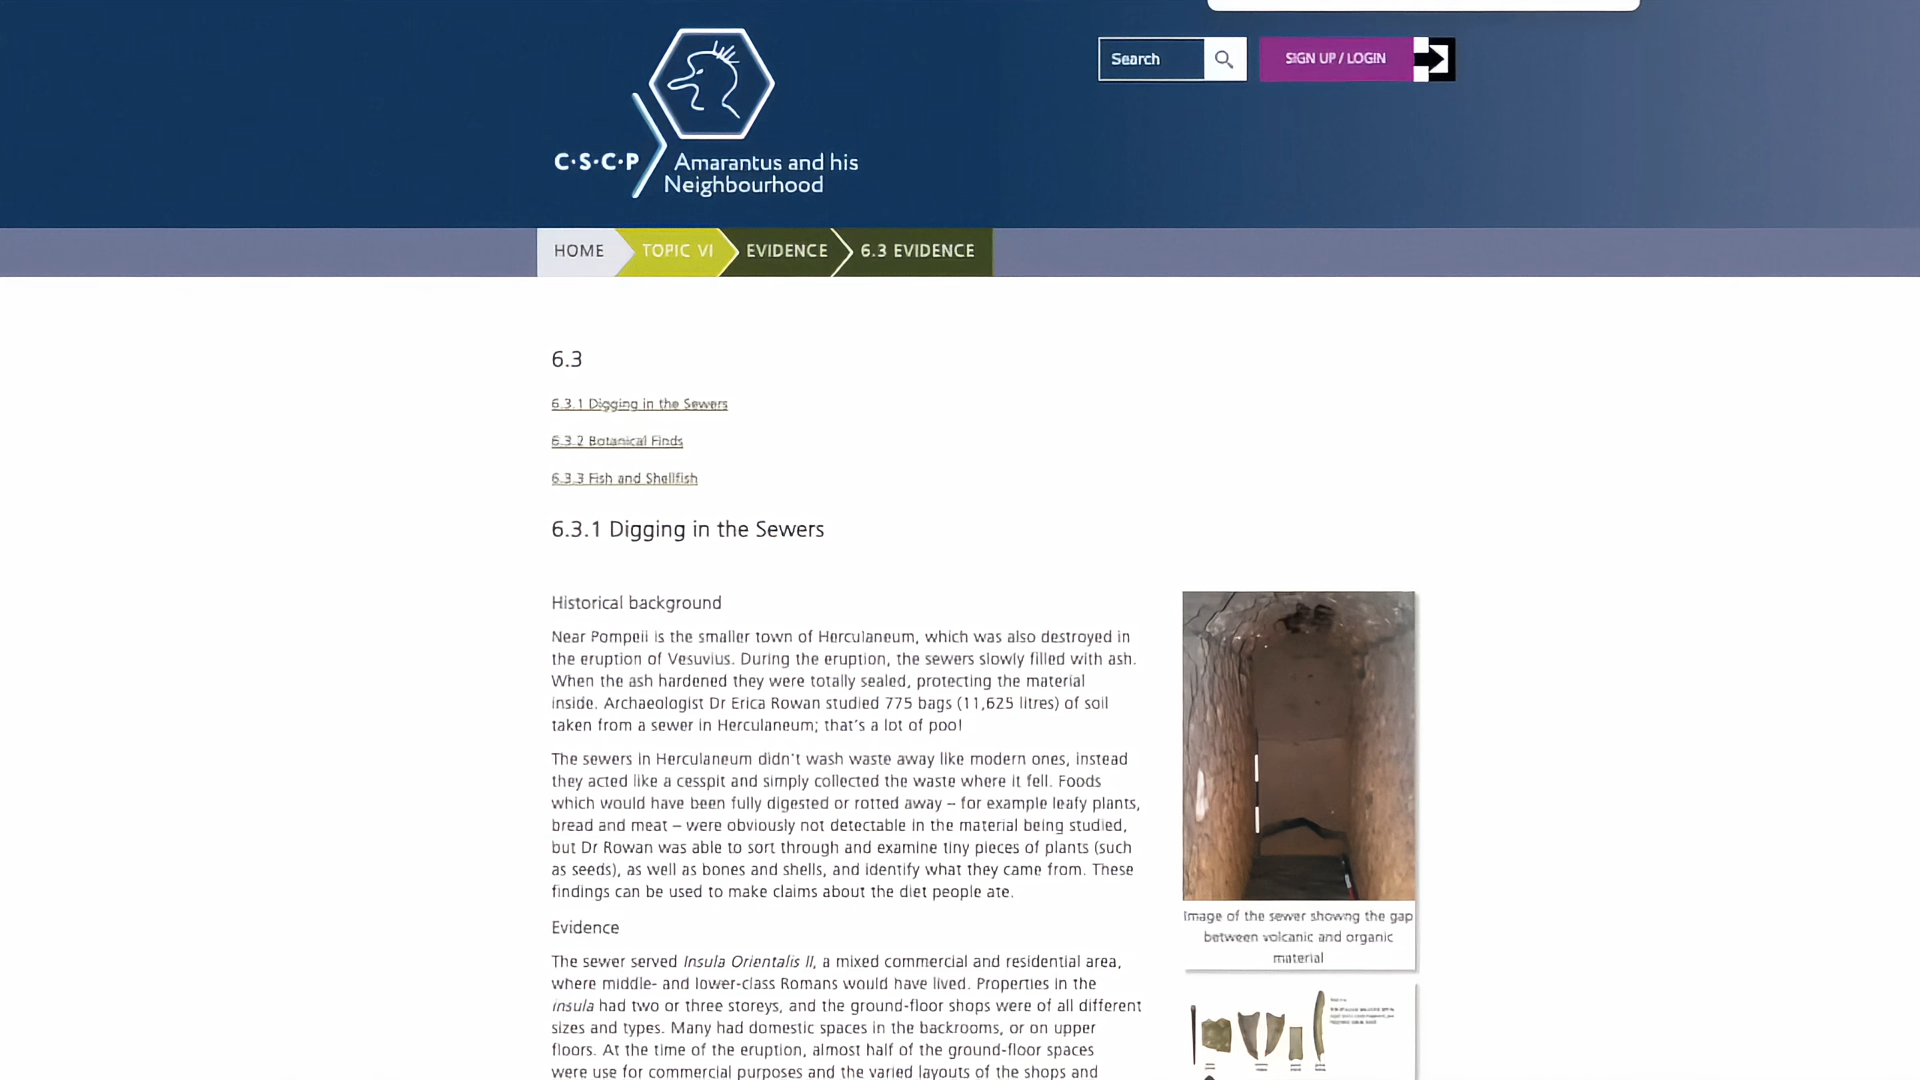 Search
SIGN UP / LOGIN
C·S·C·P
Amarantus and his
Neighbourhood
HOME
TOPIC VI
EVIDENCE
6.3 EVIDENCE
6.3
6.3.1 Digging in the Sewers
6.3.2 Botanical Finds
6.3.3 Fish and Shellfish
6.3.1 Digging in the Sewers
Historical background
Near Pompeii is the smaller town of Herculaneum, which was also destroyed in
the eruption of Vesuvius. During the eruption, the sewers slowly filled with ash.
When the ash hardened they were totally sealed, protecting the material
inside. Archaeologist Dr Erica Rowan studied 775 bags (11,625 litres) of soil
taken from a sewer in Herculaneum; that's a lot of poo!
The sewers in Herculaneum didn't wash waste away like modern ones, instead
they acted like a cesspit and simply collected the waste where it fell. Foods
which would have been fully digested or rotted away – for example leafy plants,
bread and meat – were obviously not detectable in the material being studied,
but Dr Rowan was able to sort through and examine tiny pieces of plants (such
as seeds), as well as bones and shells, and identify what they came from. These
findings can be used to make claims about the diet people ate.
Evidence
The sewer served Insula Orientalis II, a mixed commercial and residential area,
where middle- and lower-class Romans would have lived. Properties in the
insula had two or three storeys, and the ground-floor shops were of all different
sizes and types. Many had domestic spaces in the backrooms, or on upper
floors. At the time of the eruption, almost half of the ground-floor spaces
were use for commercial purposes and the varied layouts of the shops and
Image of the sewer showng the gap
between volcanic and organic
material